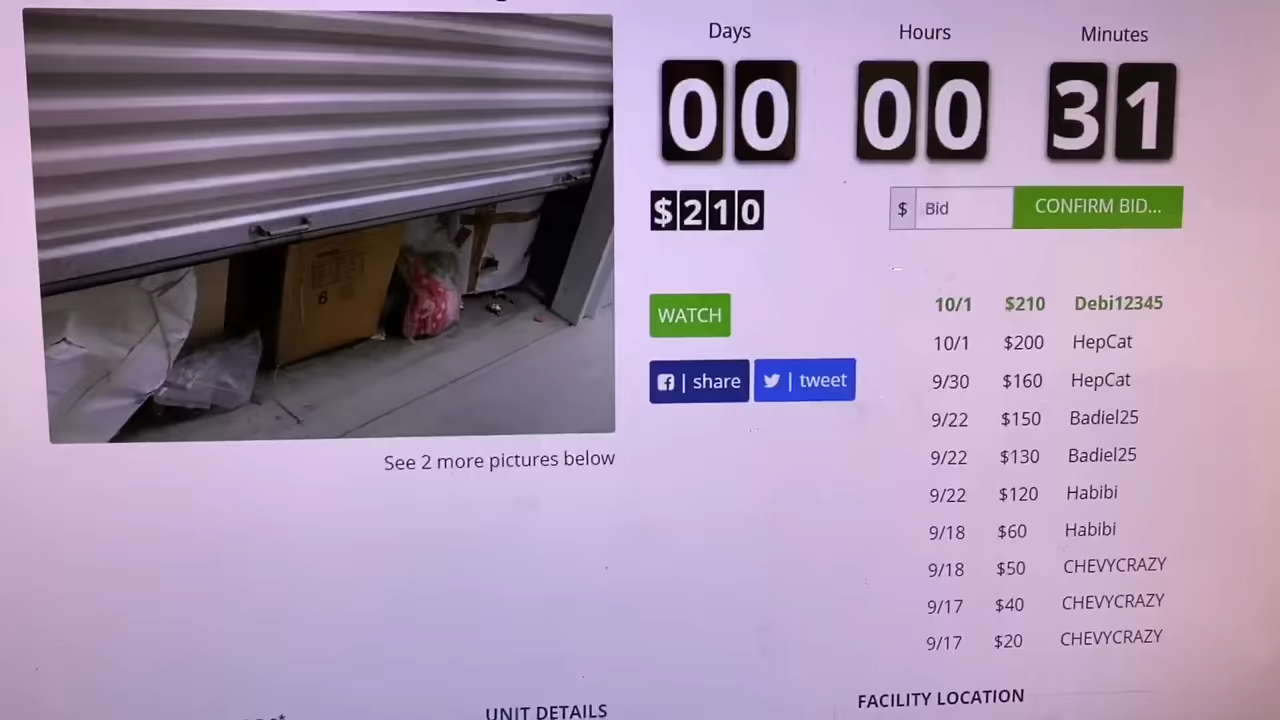 Days Hours Minutes
00 00 31
$210
$ Bid CONFIRM BID...
6
WATCH
share | tweet
See 2 more pictures below
10/1 $210 Debi12345
10/1 $200 HepCat
9/30 $160 HepCat
9/22 $150 Badiel25
9/22 $130 Badiel25
9/22 $120 Habibi
9/18 $60 Habibi
9/18 $50 CHEVYCRAZY
9/17 $40 CHEVYCRAZY
9/17 $20 CHEVYCRAZY
UNIT DETAILS
FACILITY LOCATION